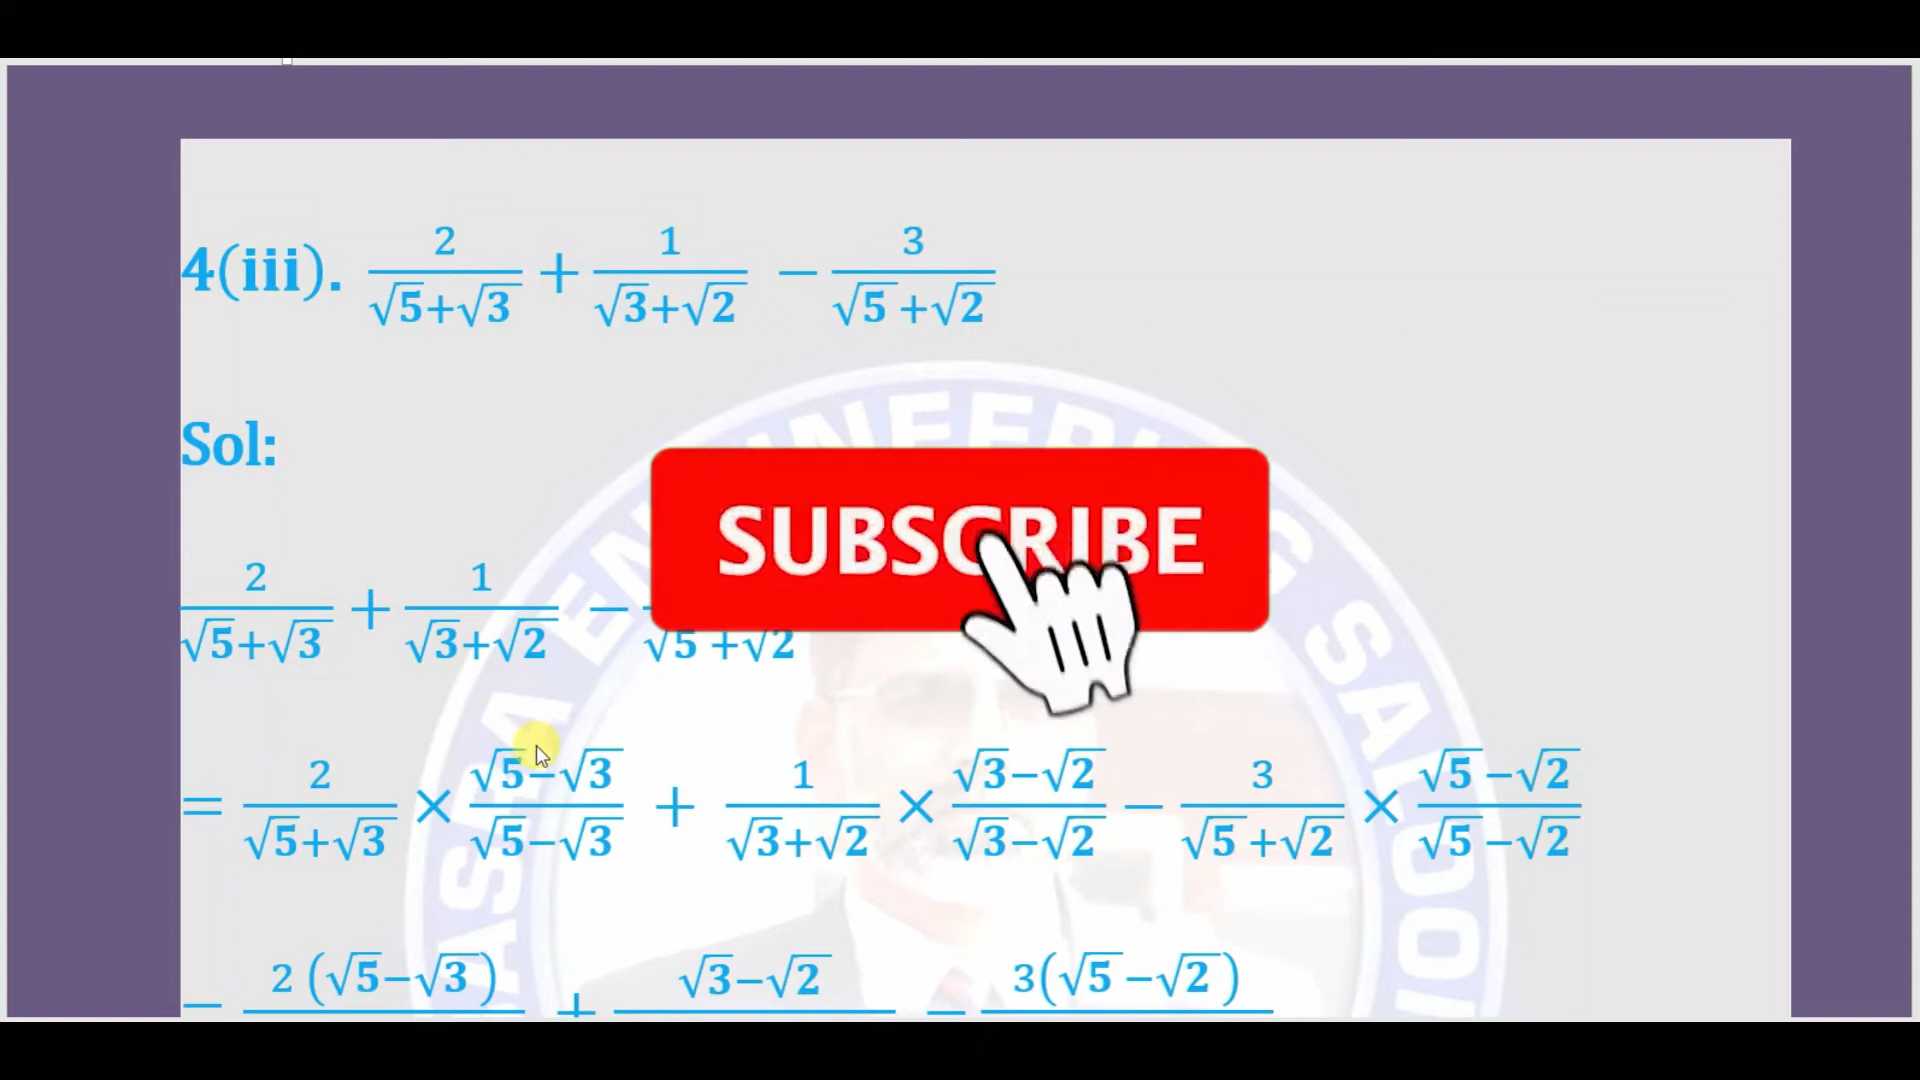 4(iii). 2/(√5+√3) + 1/(√3+√2) − 3/(√5+√2)
Sol:
SUBSCRIBE
2/(√5+√3) + 1/(√3+√2) − /(√5+√2)
= 2/(√5+√3) × (√5−√3)/(√5−√3) + 1/(√3+√2) × (√3−√2)/(√3−√2) − 3/(√5+√2) × (√5−√2)/(√5−√2)
2(√5−√3) + √3−√2 − 3(√5−√2)